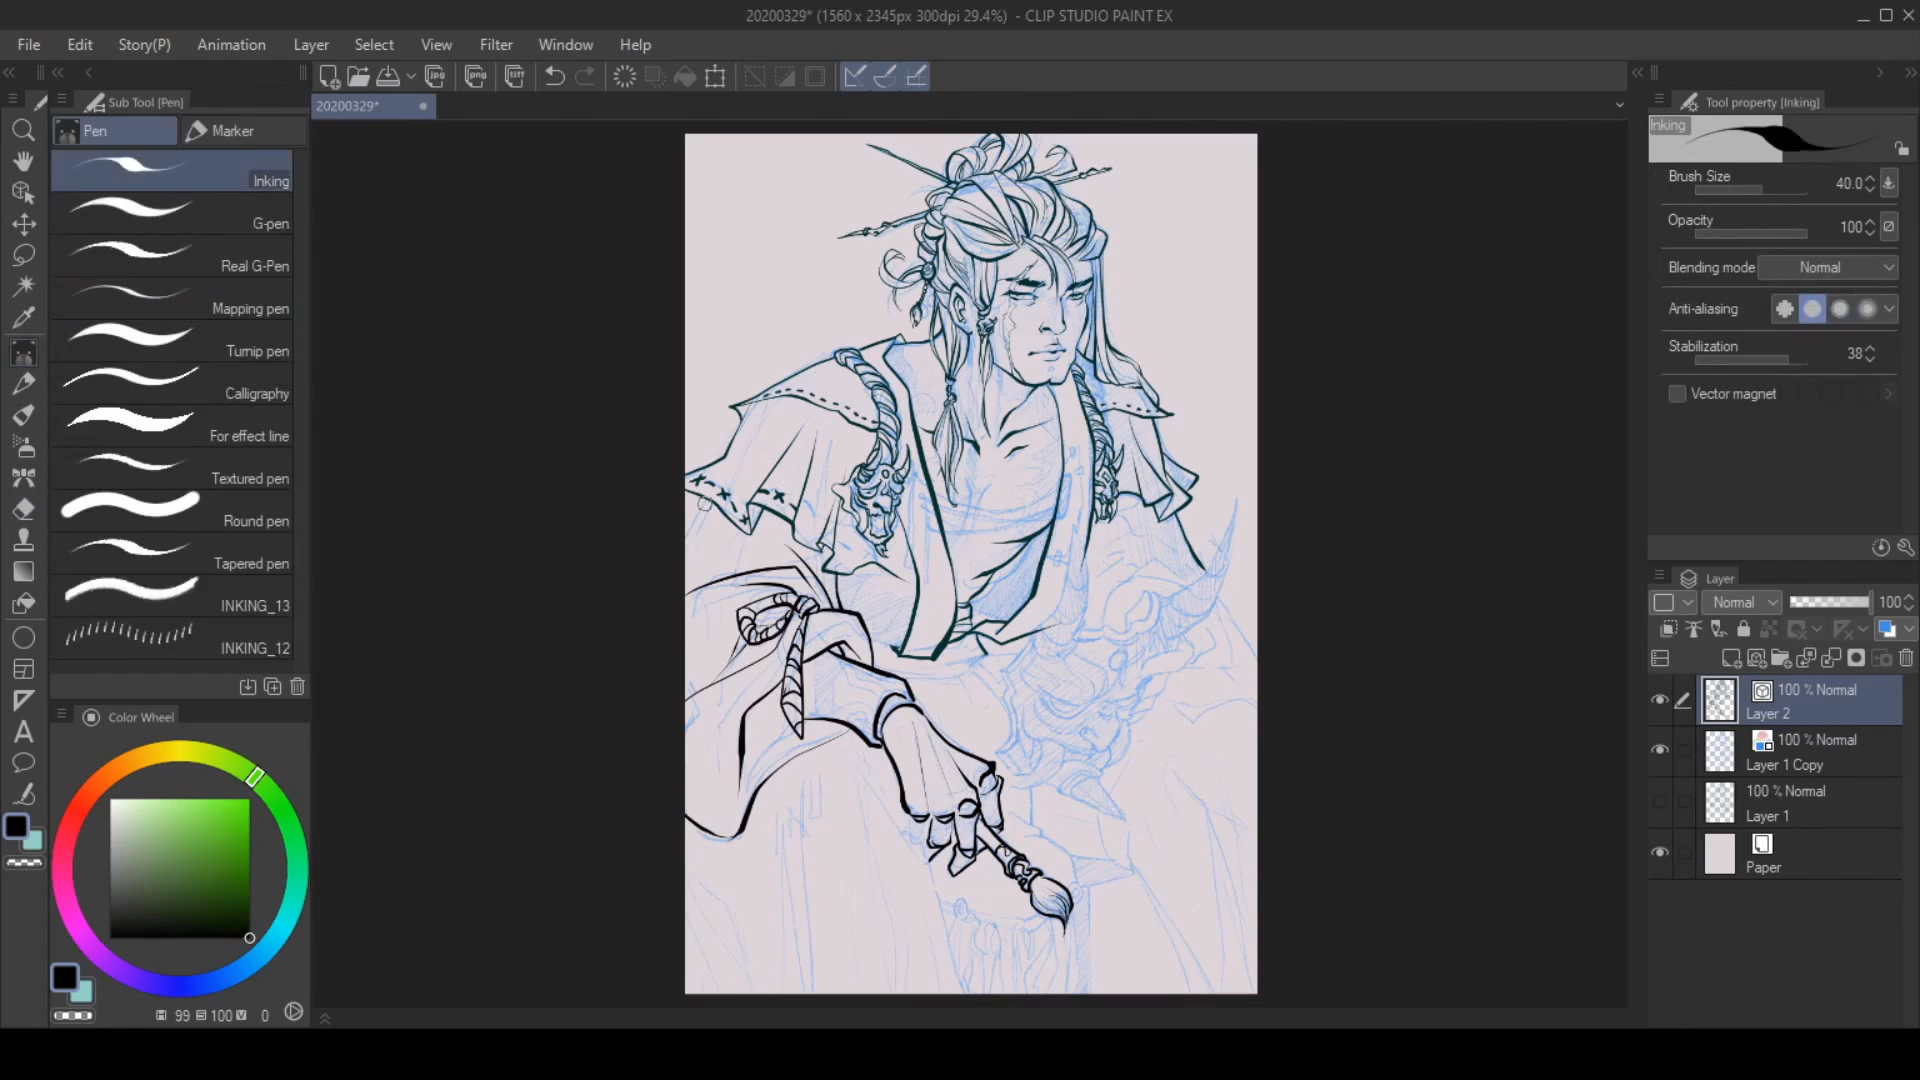 20200329* (1560 x 2345px 300dpi 29.4%) - CLIP STUDIO PAINT EX
File Edit Story(P) Animation Layer Select View Filter Window Help
jpg png tiff
Sub Tool [Pen]
20200329*
Tool property [Inking]
Pen Marker
Inking
Inking
G-pen
Real G-Pen
Mapping pen
Turnip pen
Calligraphy
For effect line
Textured pen
Round pen
Tapered pen
INKING_13
INKING_12
Color Wheel
H 99 S 100 V 0
Brush Size 40.0
Opacity 100
Blending mode Normal
Anti-aliasing
Stabilization 38
Vector magnet
Layer
Normal 100
100 % Normal
Layer 2
100 % Normal
Layer 1 Copy
100 % Normal
Layer 1
Paper
A